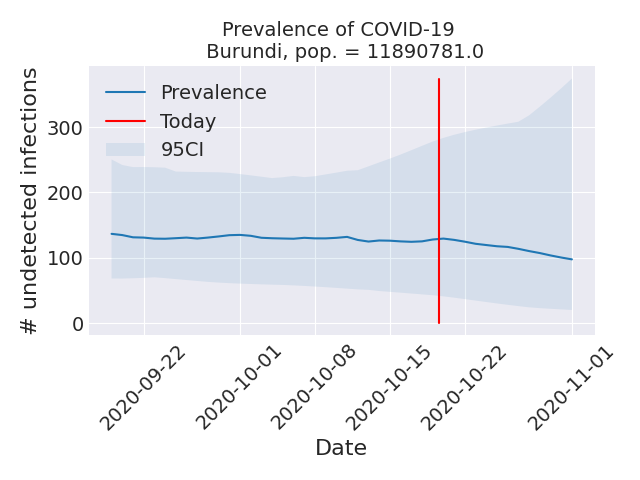 Prevalence of COVID-19
Burundi, pop. = 11890781.0
# undetected infections
300
200
100
0
Prevalence
Today
95CI
2020-09-22
2020-10-01
2020-10-08
2020-10-15
2020-10-22
2020-11-01
Date